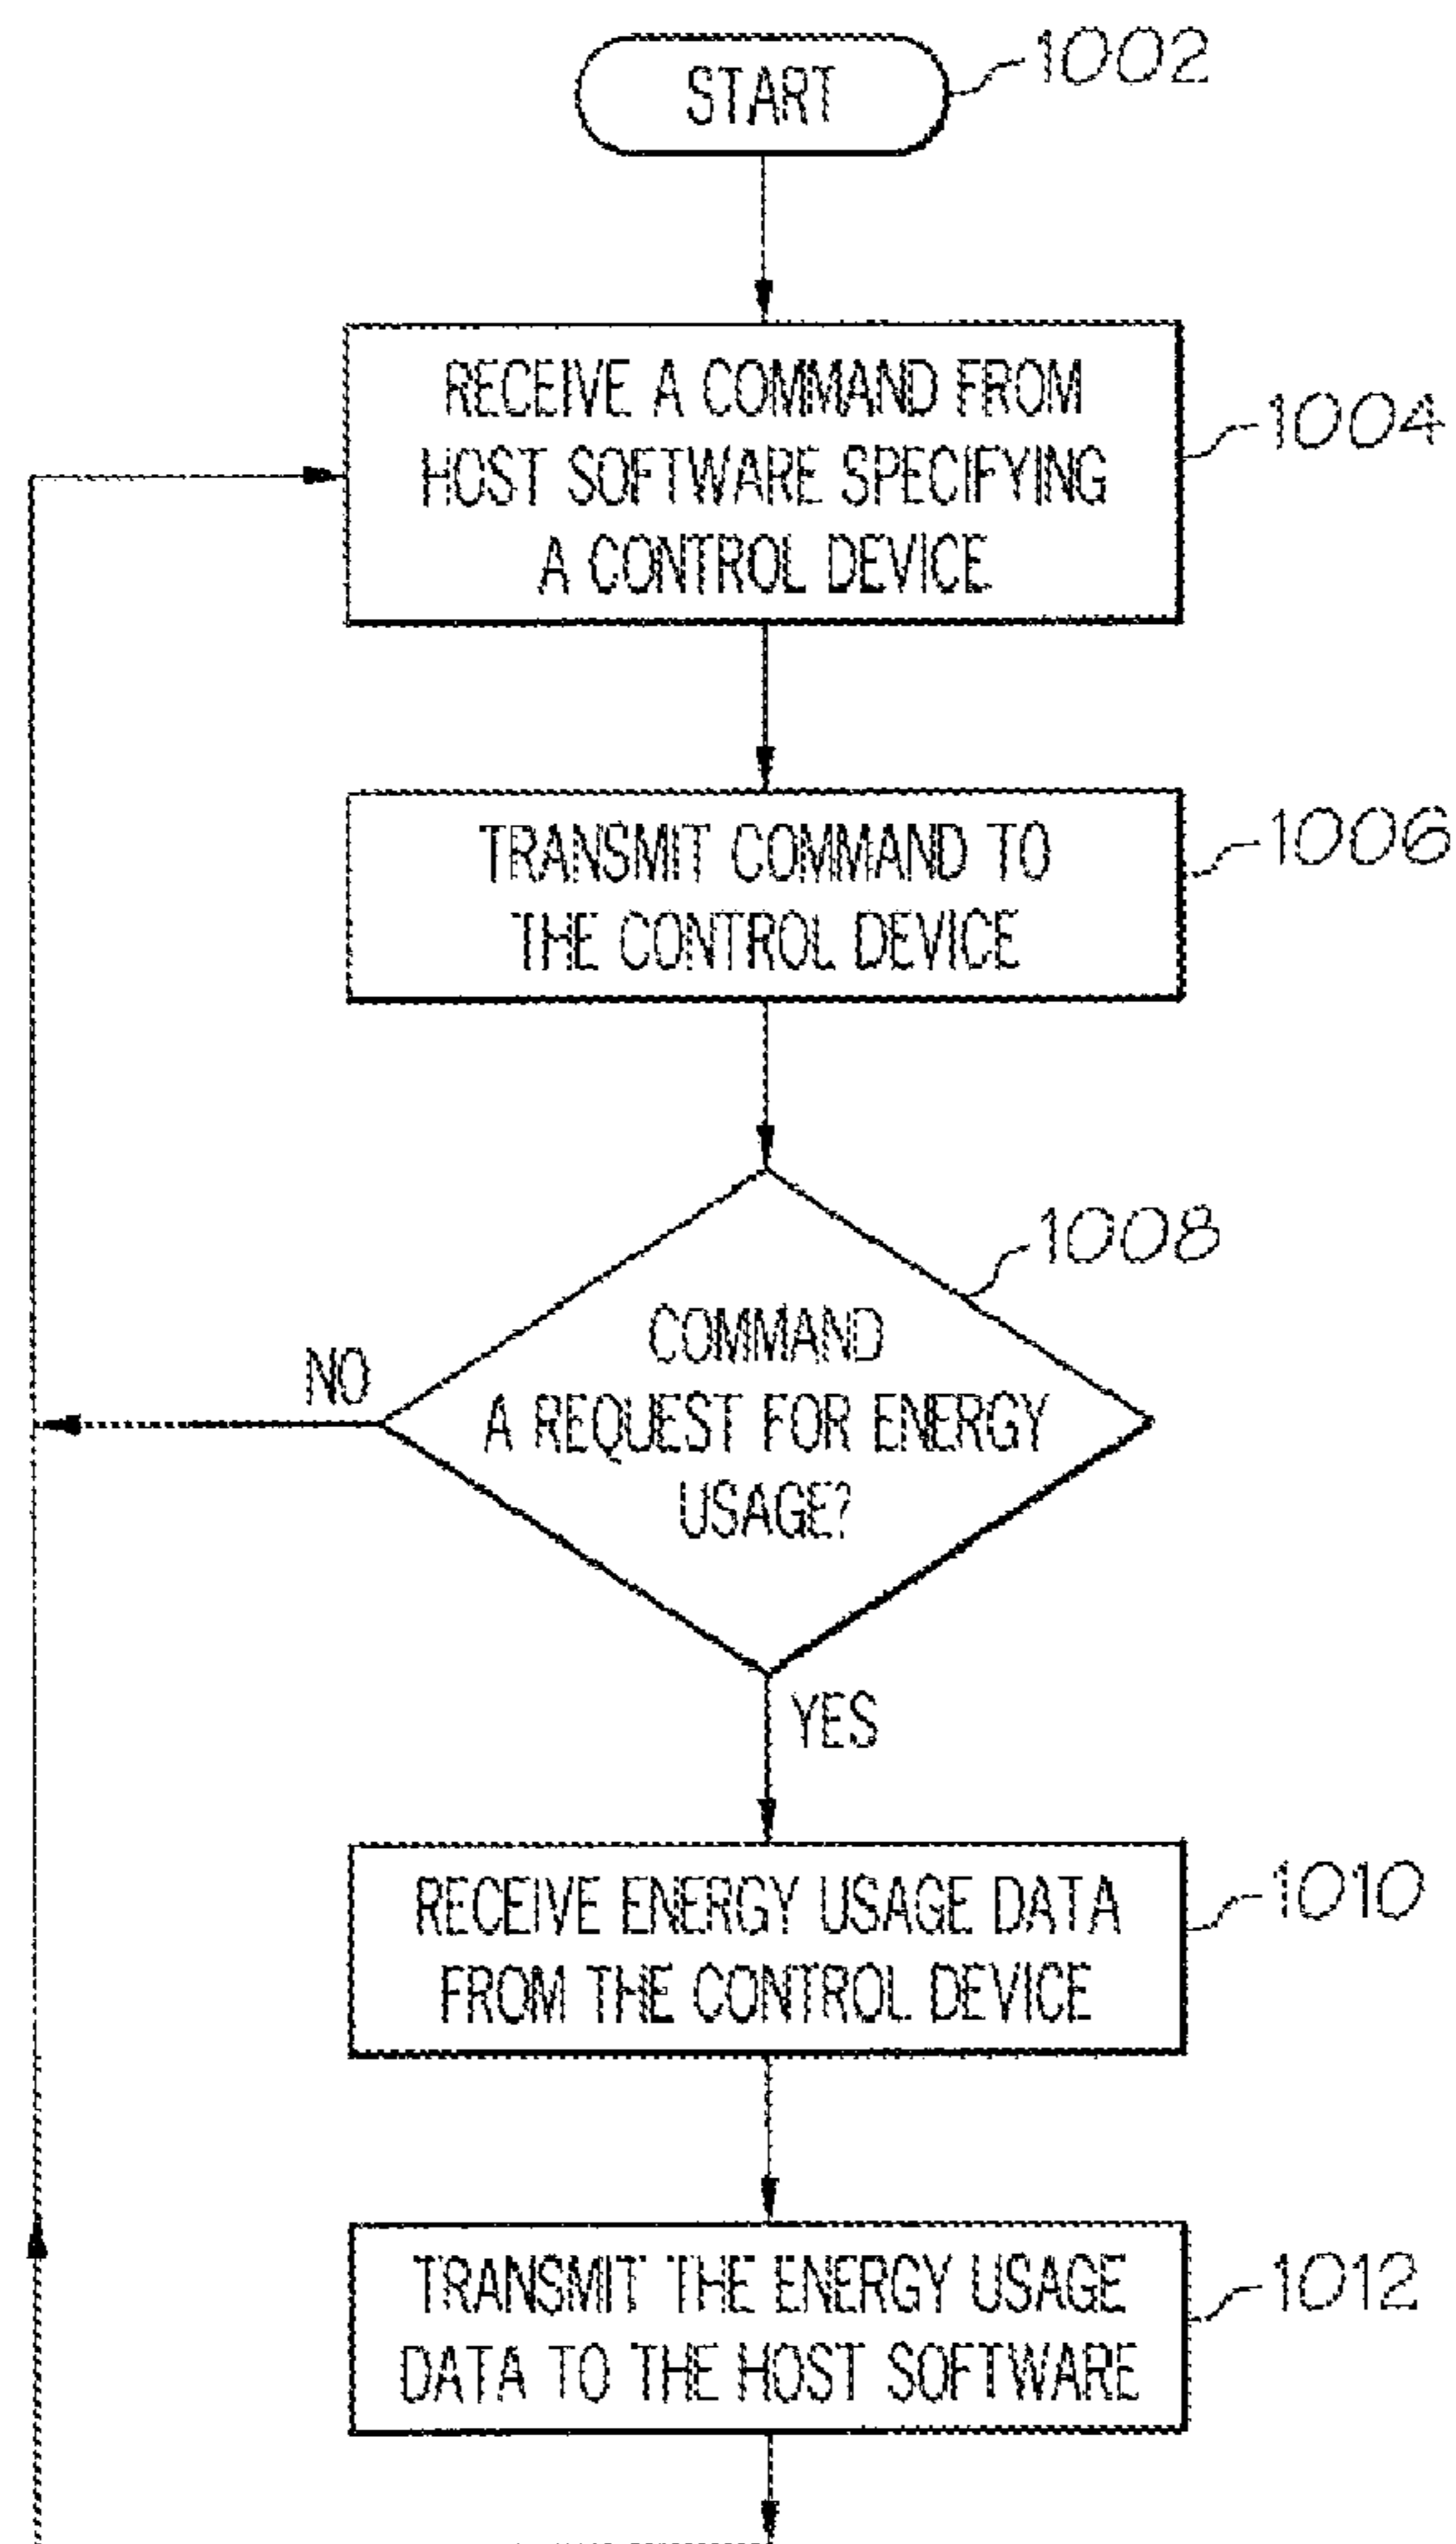 START
1002
RECEIVE A COMMAND FROM
HOST SOFTWARE SPECIFYING
A CONTROL DEVICE
1004
TRANSMIT COMMAND TO
THE CONTROL DEVICE
1006
1008
COMMAND
A REQUEST FOR ENERGY
USAGE?
NO
YES
RECEIVE ENERGY USAGE DATA
FROM THE CONTROL DEVICE
1010
TRANSMIT THE ENERGY USAGE
DATA TO THE HOST SOFTWARE
1012